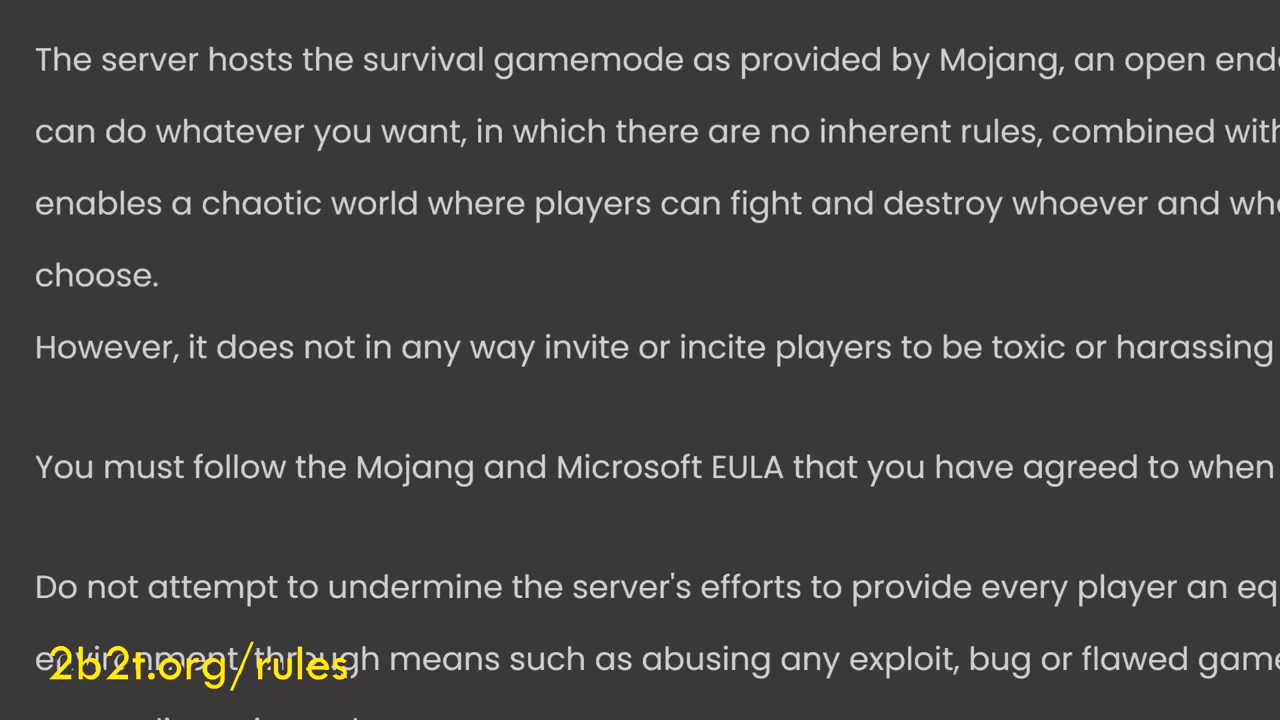 The server hosts the survival gamemode as provided by Mojang, an open
can do whatever you want, in which there are no inherent rules, combined with
enables a chaotic world where players can fight and destroy whoever and
choose.
However, it does not in any way invite or incite players to be toxic or harassing
You must follow the Mojang and Microsoft EULA that you have agreed to when
Do not attempt to undermine the server's efforts to provide every player an
environment through means such as abusing any exploit, bug or flawed
2b2t.org/rules